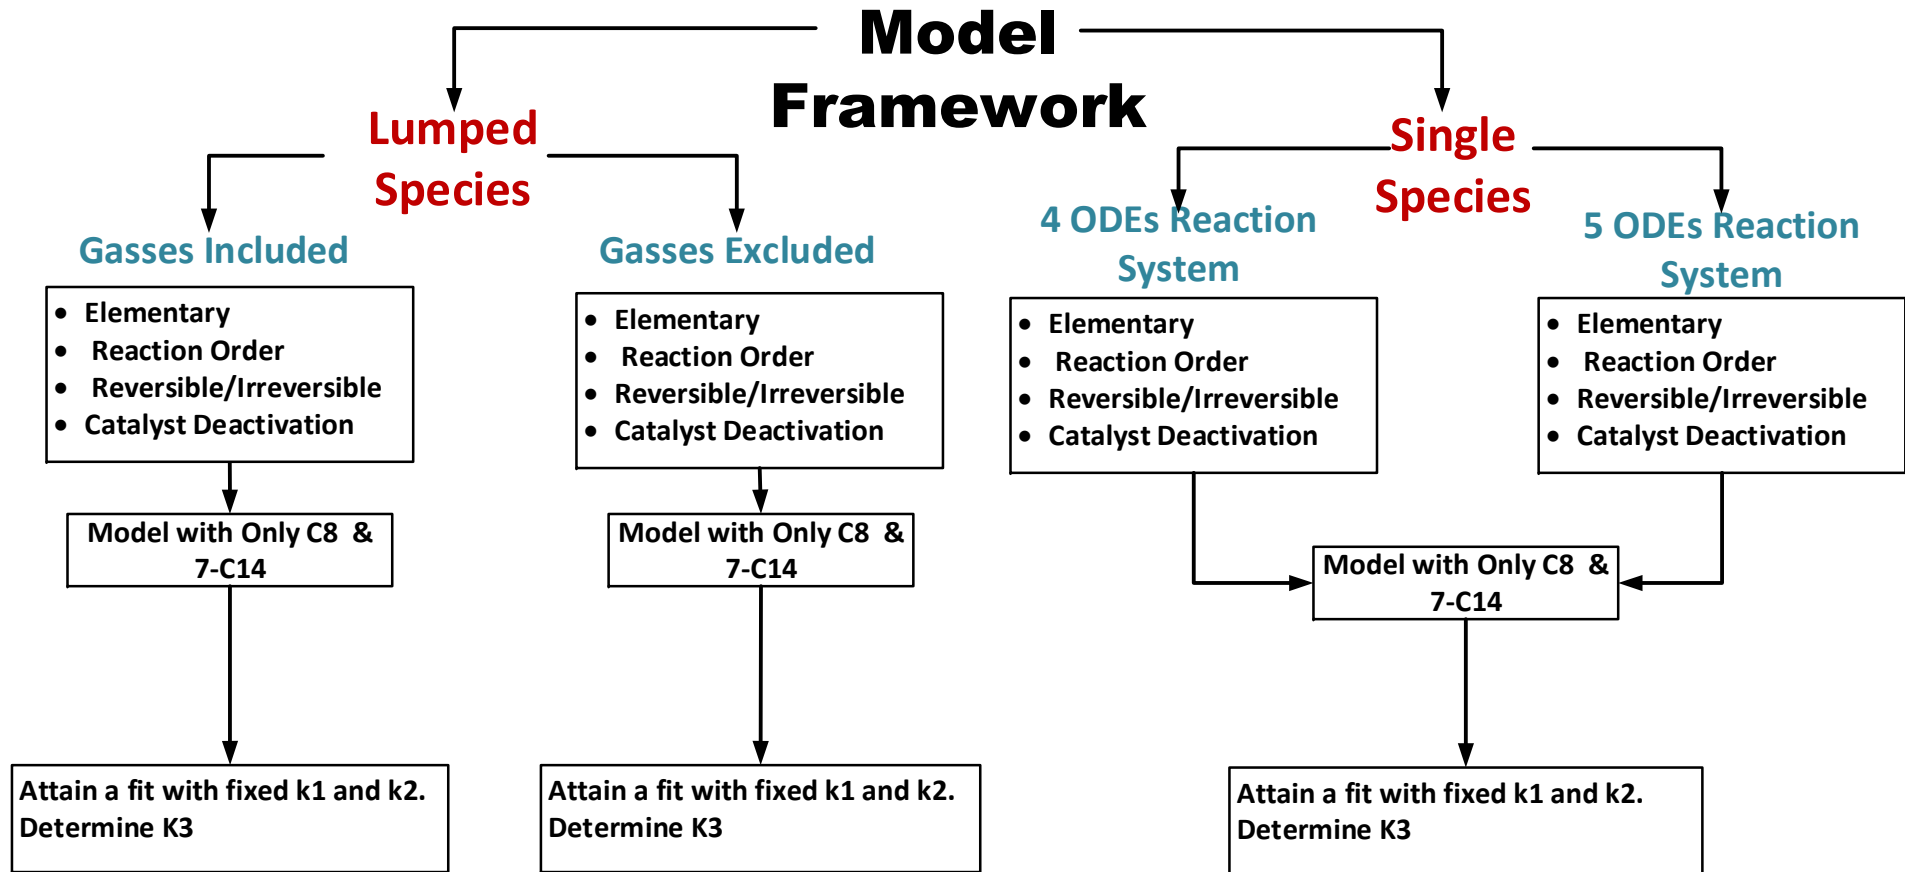 Model
Framework
Lumped
Species
Single
Species
Gasses Included
Gasses Excluded
4 ODEs Reaction
System
5 ODEs Reaction
System
• Elementary
• Reaction Order
• Reversible/Irreversible
• Catalyst Deactivation
• Elementary
• Reaction Order
• Reversible/Irreversible
• Catalyst Deactivation
• Elementary
• Reaction Order
• Reversible/Irreversible
• Catalyst Deactivation
• Elementary
• Reaction Order
• Reversible/Irreversible
• Catalyst Deactivation
Model with Only C8 &
7-C14
Model with Only C8 &
7-C14
Model with Only C8 &
7-C14
Attain a fit with fixed k1 and k2.
Determine K3
Attain a fit with fixed k1 and k2.
Determine K3
Attain a fit with fixed k1 and k2.
Determine K3